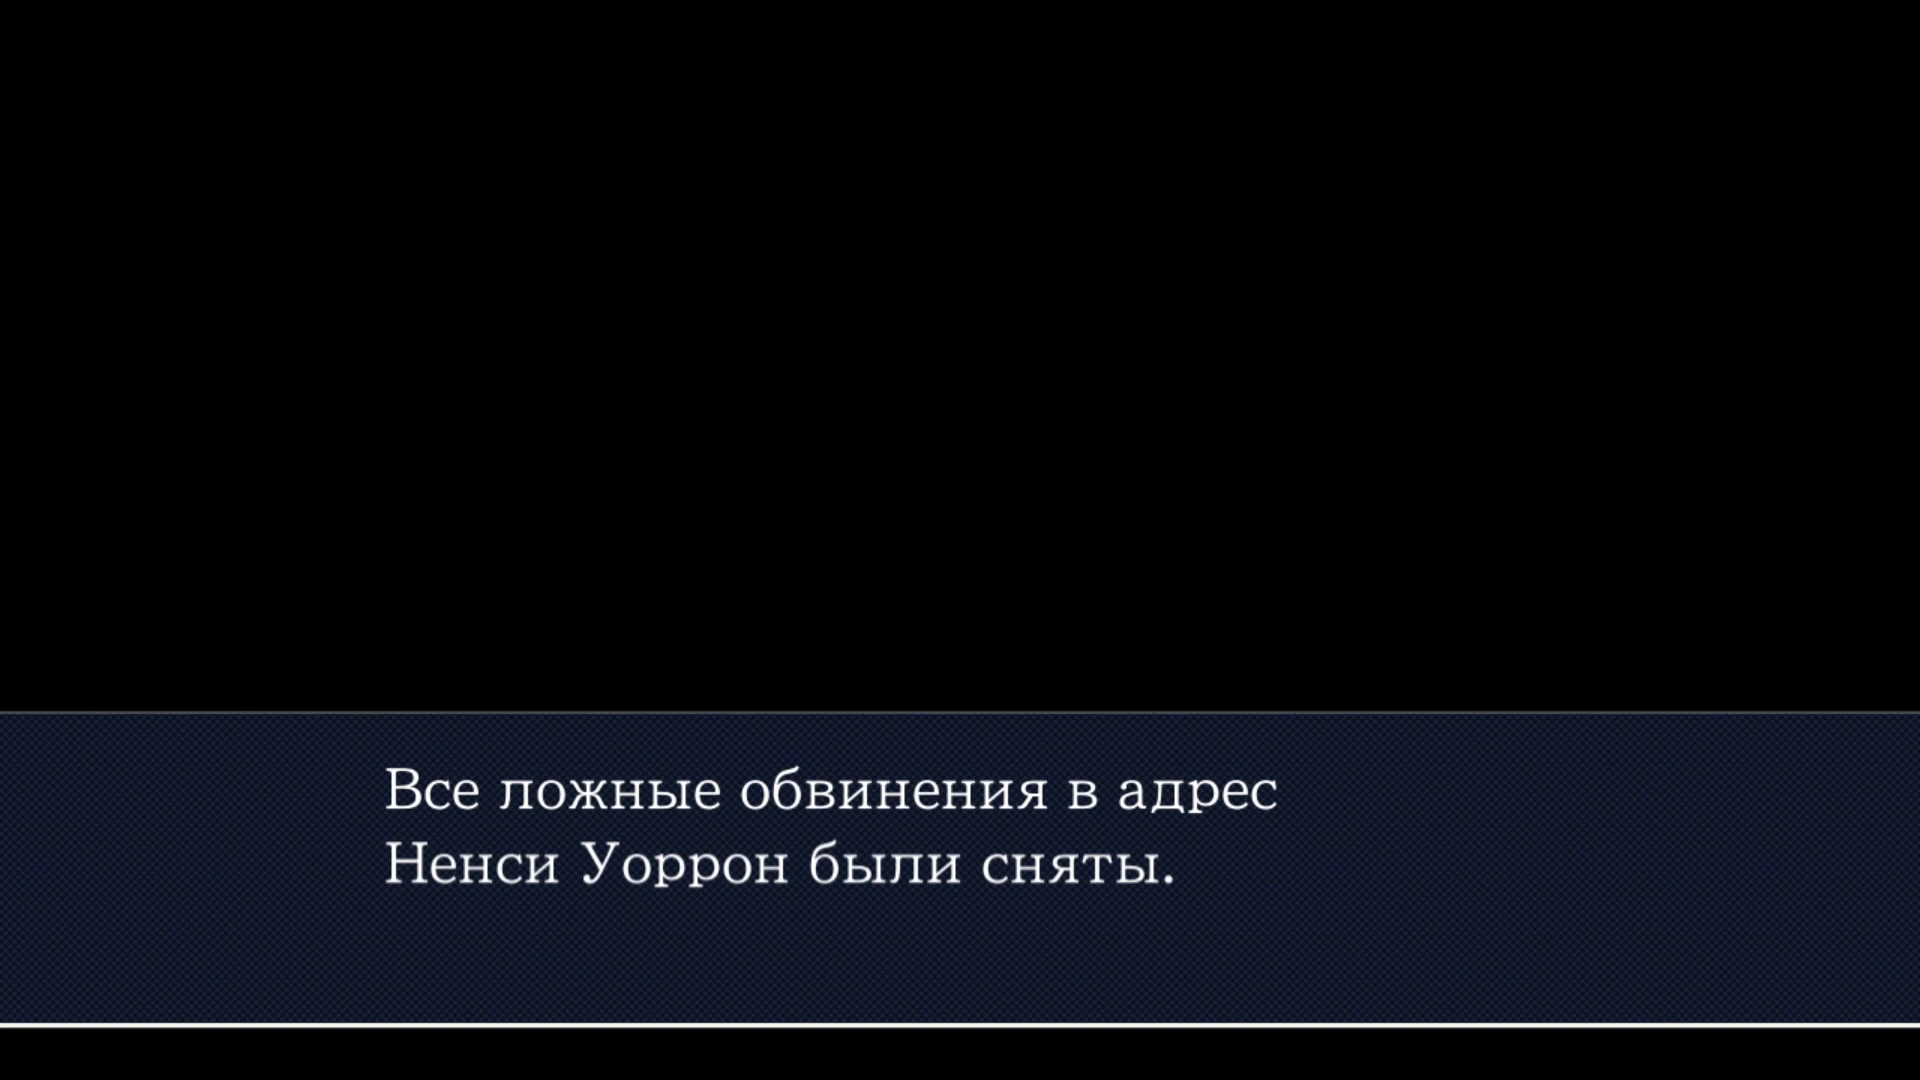 Все ложные обвинения в адрес
Ненси Уоррон были сняты.